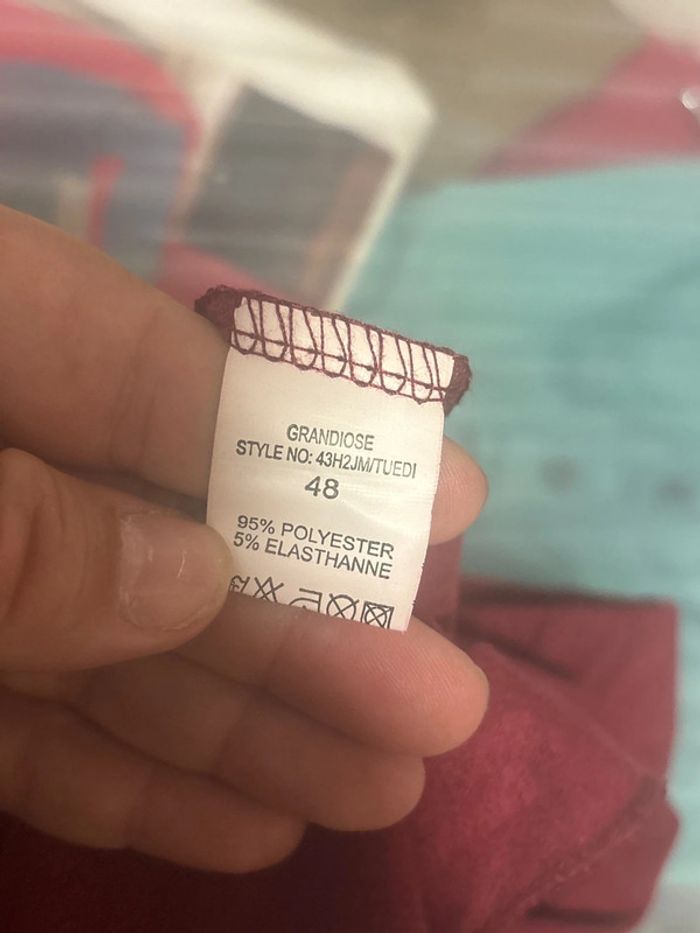 GRANDIOSE
STYLE NO: 43H2JM/TUEDI
48
95% POLYESTER
5% ELASTHANNE